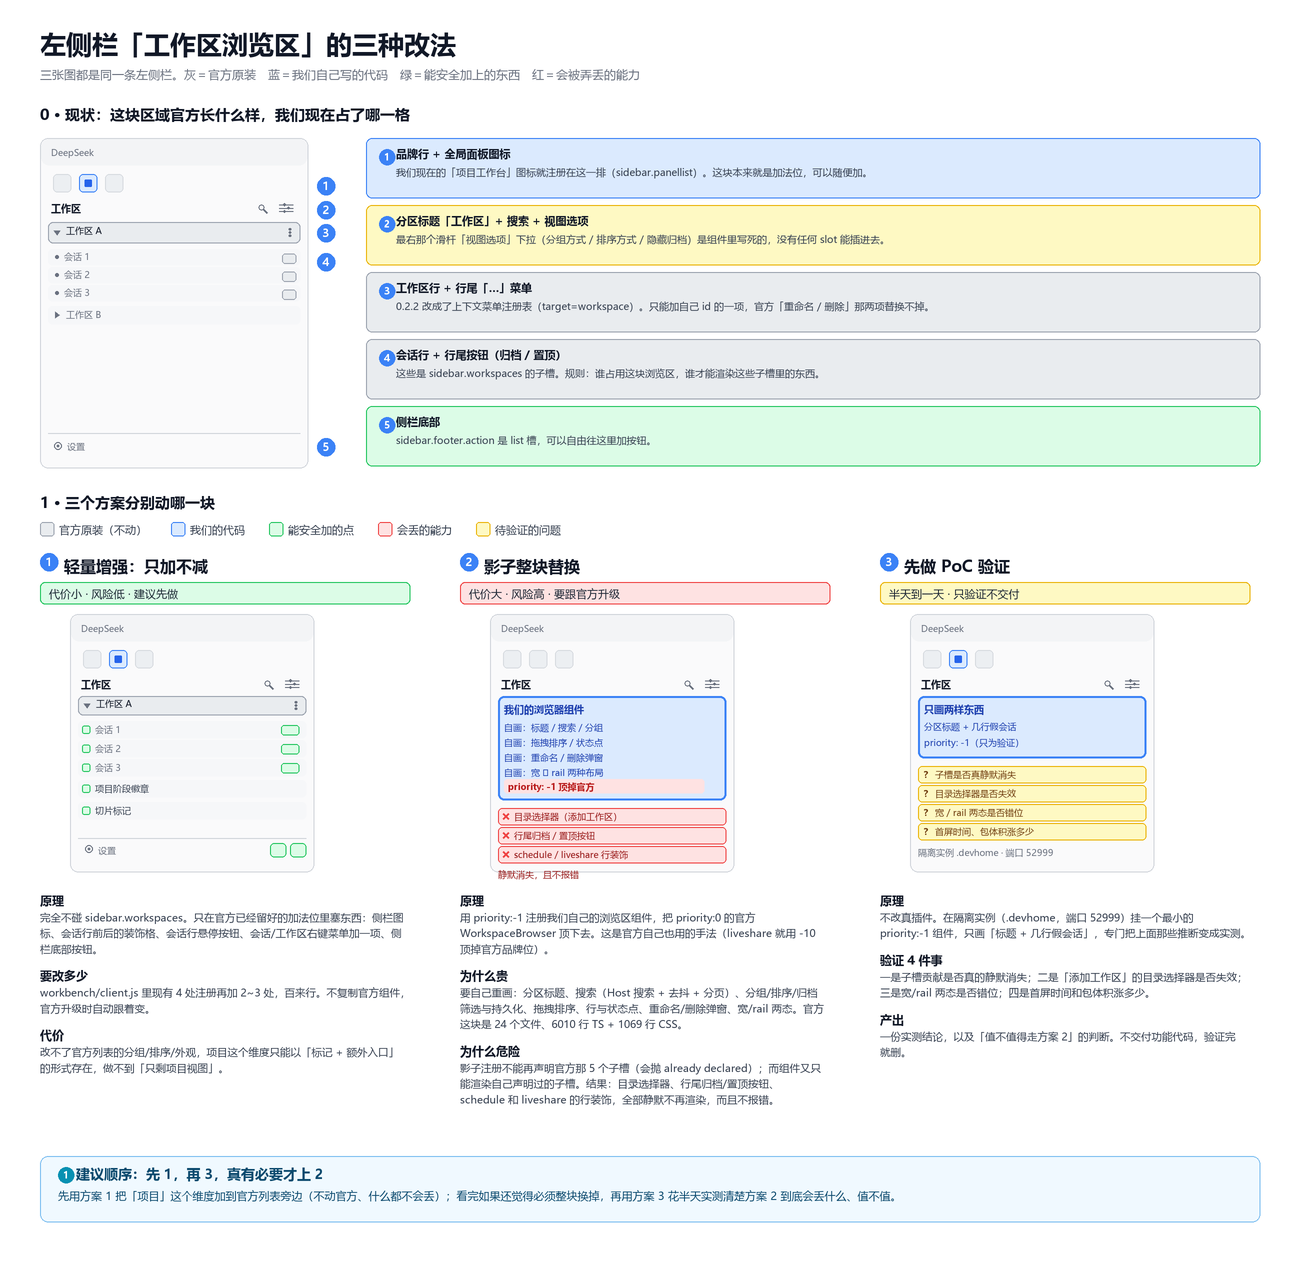 左侧栏「工作区浏览区」的三种改法
三张图都是同一条左侧栏。灰＝官方原装　蓝＝我们自己写的代码　绿＝能安全加上的东西　红＝会被弄丢的能力
0 · 现状：这块区域官方长什么样，我们现在占了哪一格
DeepSeek
工作区
工作区 A
会话 1
会话 2
会话 3
工作区 B
设置
1
2
3
4
5
1 品牌行 + 全局面板图标
我们现在的「项目工作台」图标就注册在这一排（sidebar.panellist）。这块本来就是加法位，可以随便加。
2 分区标题「工作区」+ 搜索 + 视图选项
最右那个滑杆「视图选项」下拉（分组方式 / 排序方式 / 隐藏归档）是组件里写死的，没有任何 slot 能插进去。
3 工作区行 + 行尾「…」菜单
0.2.2 改成了上下文菜单注册表（target=workspace）。只能加自己 id 的一项，官方「重命名 / 删除」那两项替换不掉。
4 会话行 + 行尾按钮（归档 / 置顶）
这些是 sidebar.workspaces 的子槽。规则：谁占用这块浏览区，谁才能渲染这些子槽里的东西。
5 侧栏底部
sidebar.footer.action 是 list 槽，可以自由往这里加按钮。
1 · 三个方案分别动哪一块
官方原装（不动）
我们的代码
能安全加的点
会丢的能力
待验证的问题
1 轻量增强：只加不减
代价小 · 风险低 · 建议先做
DeepSeek
工作区
工作区 A
会话 1
会话 2
会话 3
项目阶段徽章
切片标记
设置
原理
完全不碰 sidebar.workspaces。只在官方已经留好的加法位里塞东西：侧栏图
标、会话行前后的装饰格、会话行悬停按钮、会话/工作区右键菜单加一项、侧
栏底部按钮。
要改多少
workbench/client.js 里现有 4 处注册再加 2~3 处，百来行。不复制官方组件，
官方升级时自动跟着变。
代价
改不了官方列表的分组/排序/外观，项目这个维度只能以「标记 + 额外入口」
的形式存在，做不到「只剩项目视图」。
2 影子整块替换
代价大 · 风险高 · 要跟官方升级
DeepSeek
工作区
我们的浏览器组件
自画：标题 / 搜索 / 分组
自画：拖拽排序 / 状态点
自画：重命名 / 删除弹窗
自画：宽 ▯ rail 两种布局
priority: -1 顶掉官方
✕ 目录选择器（添加工作区）
✕ 行尾归档 / 置顶按钮
✕ schedule / liveshare 行装饰
静默消失，且不报错
原理
用 priority:-1 注册我们自己的浏览区组件，把 priority:0 的官方
WorkspaceBrowser 顶下去。这是官方自己也用的手法（liveshare 就用 -10
顶掉官方品牌位）。
为什么贵
要自己重画：分区标题、搜索（Host 搜索 + 去抖 + 分页）、分组/排序/归档
筛选与持久化、拖拽排序、行与状态点、重命名/删除弹窗、宽/rail 两态。官方
这块是 24 个文件、6010 行 TS + 1069 行 CSS。
为什么危险
影子注册不能再声明官方那 5 个子槽（会抛 already declared）；而组件又只
能渲染自己声明过的子槽。结果：目录选择器、行尾归档/置顶按钮、
schedule 和 liveshare 的行装饰，全部静默不再渲染，而且不报错。
3 先做 PoC 验证
半天到一天 · 只验证不交付
DeepSeek
工作区
只画两样东西
分区标题 + 几行假会话
priority: -1（只为验证）
? 子槽是否真静默消失
? 目录选择器是否失效
? 宽 / rail 两态是否错位
? 首屏时间、包体积涨多少
隔离实例 .devhome · 端口 52999
原理
不改真插件。在隔离实例（.devhome，端口 52999）挂一个最小的
priority:-1 组件，只画「标题 + 几行假会话」，专门把上面那些推断变成实测。
验证 4 件事
一是子槽贡献是否真的静默消失；二是「添加工作区」的目录选择器是否失效；
三是宽/rail 两态是否错位；四是首屏时间和包体积涨多少。
产出
一份实测结论，以及「值不值得走方案 2」的判断。不交付功能代码，验证完
就删。
1 建议顺序：先 1，再 3，真有必要才上 2
先用方案 1 把「项目」这个维度加到官方列表旁边（不动官方、什么都不会丢）；看完如果还觉得必须整块换掉，再用方案 3 花半天实测清楚方案 2 到底会丢什么、值不值。